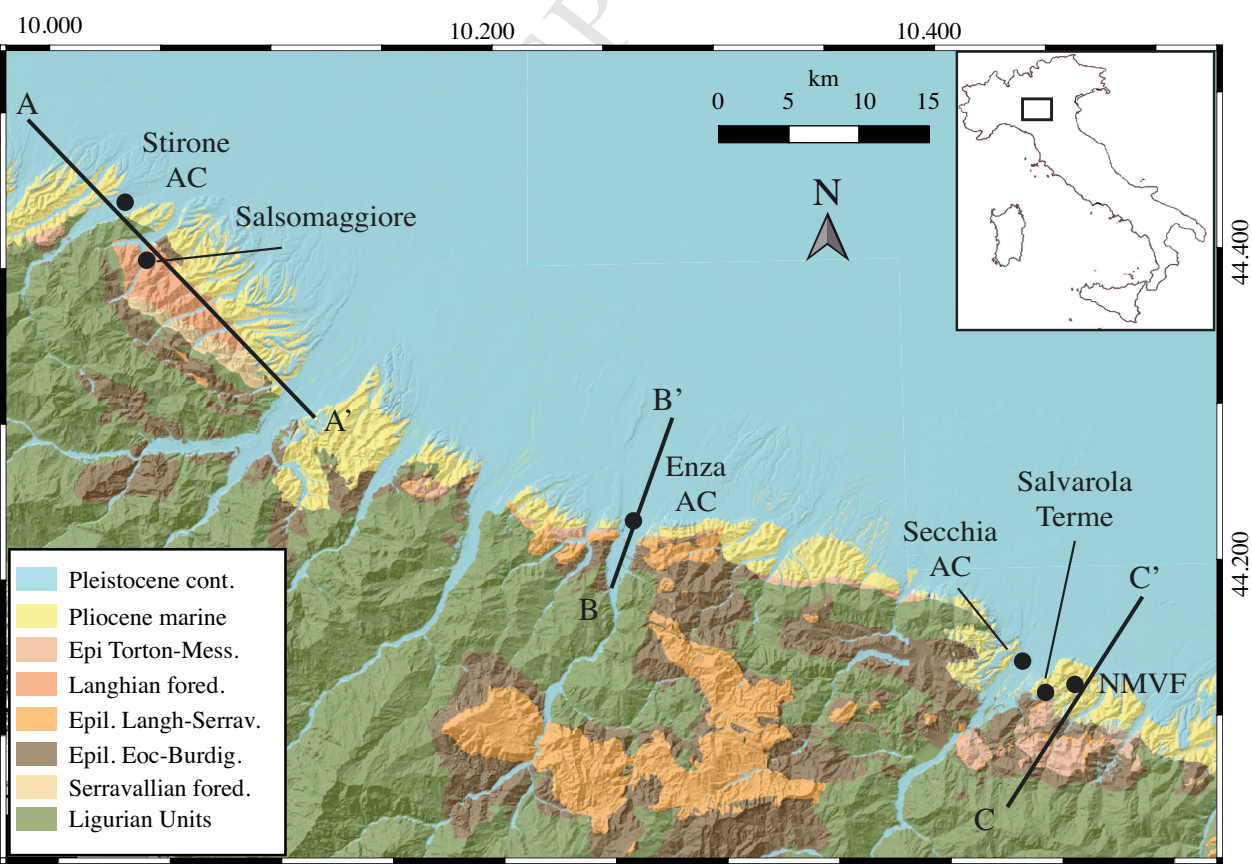 10.000
10.200
10.400
km
0 5 10 15
A
Stirone
AC
Salsomaggiore
N
44.400
A’
B’
Enza
AC
Salvarola
Terme
Secchia
AC
44.200
C’
B
NMVF
C
Pleistocene cont.
Pliocene marine
Epi Torton-Mess.
Langhian fored.
Epil. Langh-Serrav.
Epil. Eoc-Burdig.
Serravallian fored.
Ligurian Units